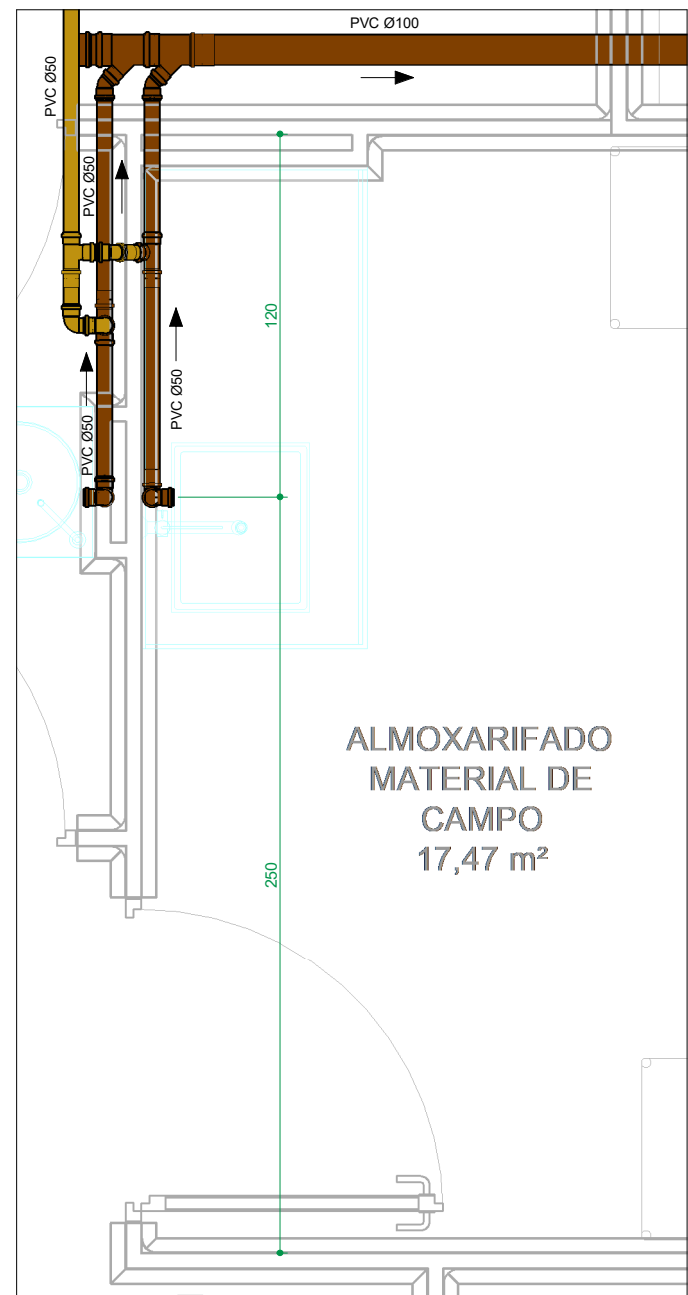 PVC Ø100
PVC Ø50
PVC Ø50
120
PVC Ø50
PVC Ø50
ALMOXARIFADO
MATERIAL DE
CAMPO
17,47 m²
250